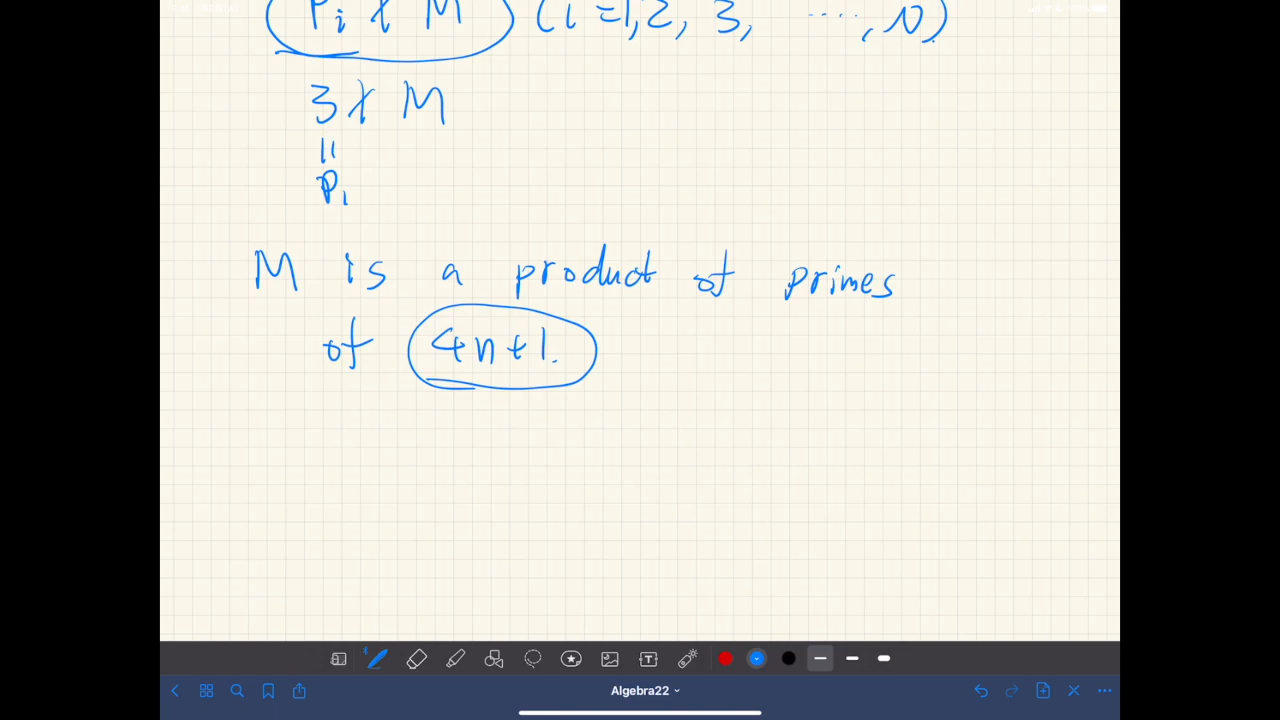 Pi ∤ M (i=1,2, 3, ....., N)
3 ∤ M
॥
P1
M is a product of primes
of 4n+1.
T
Algebra22